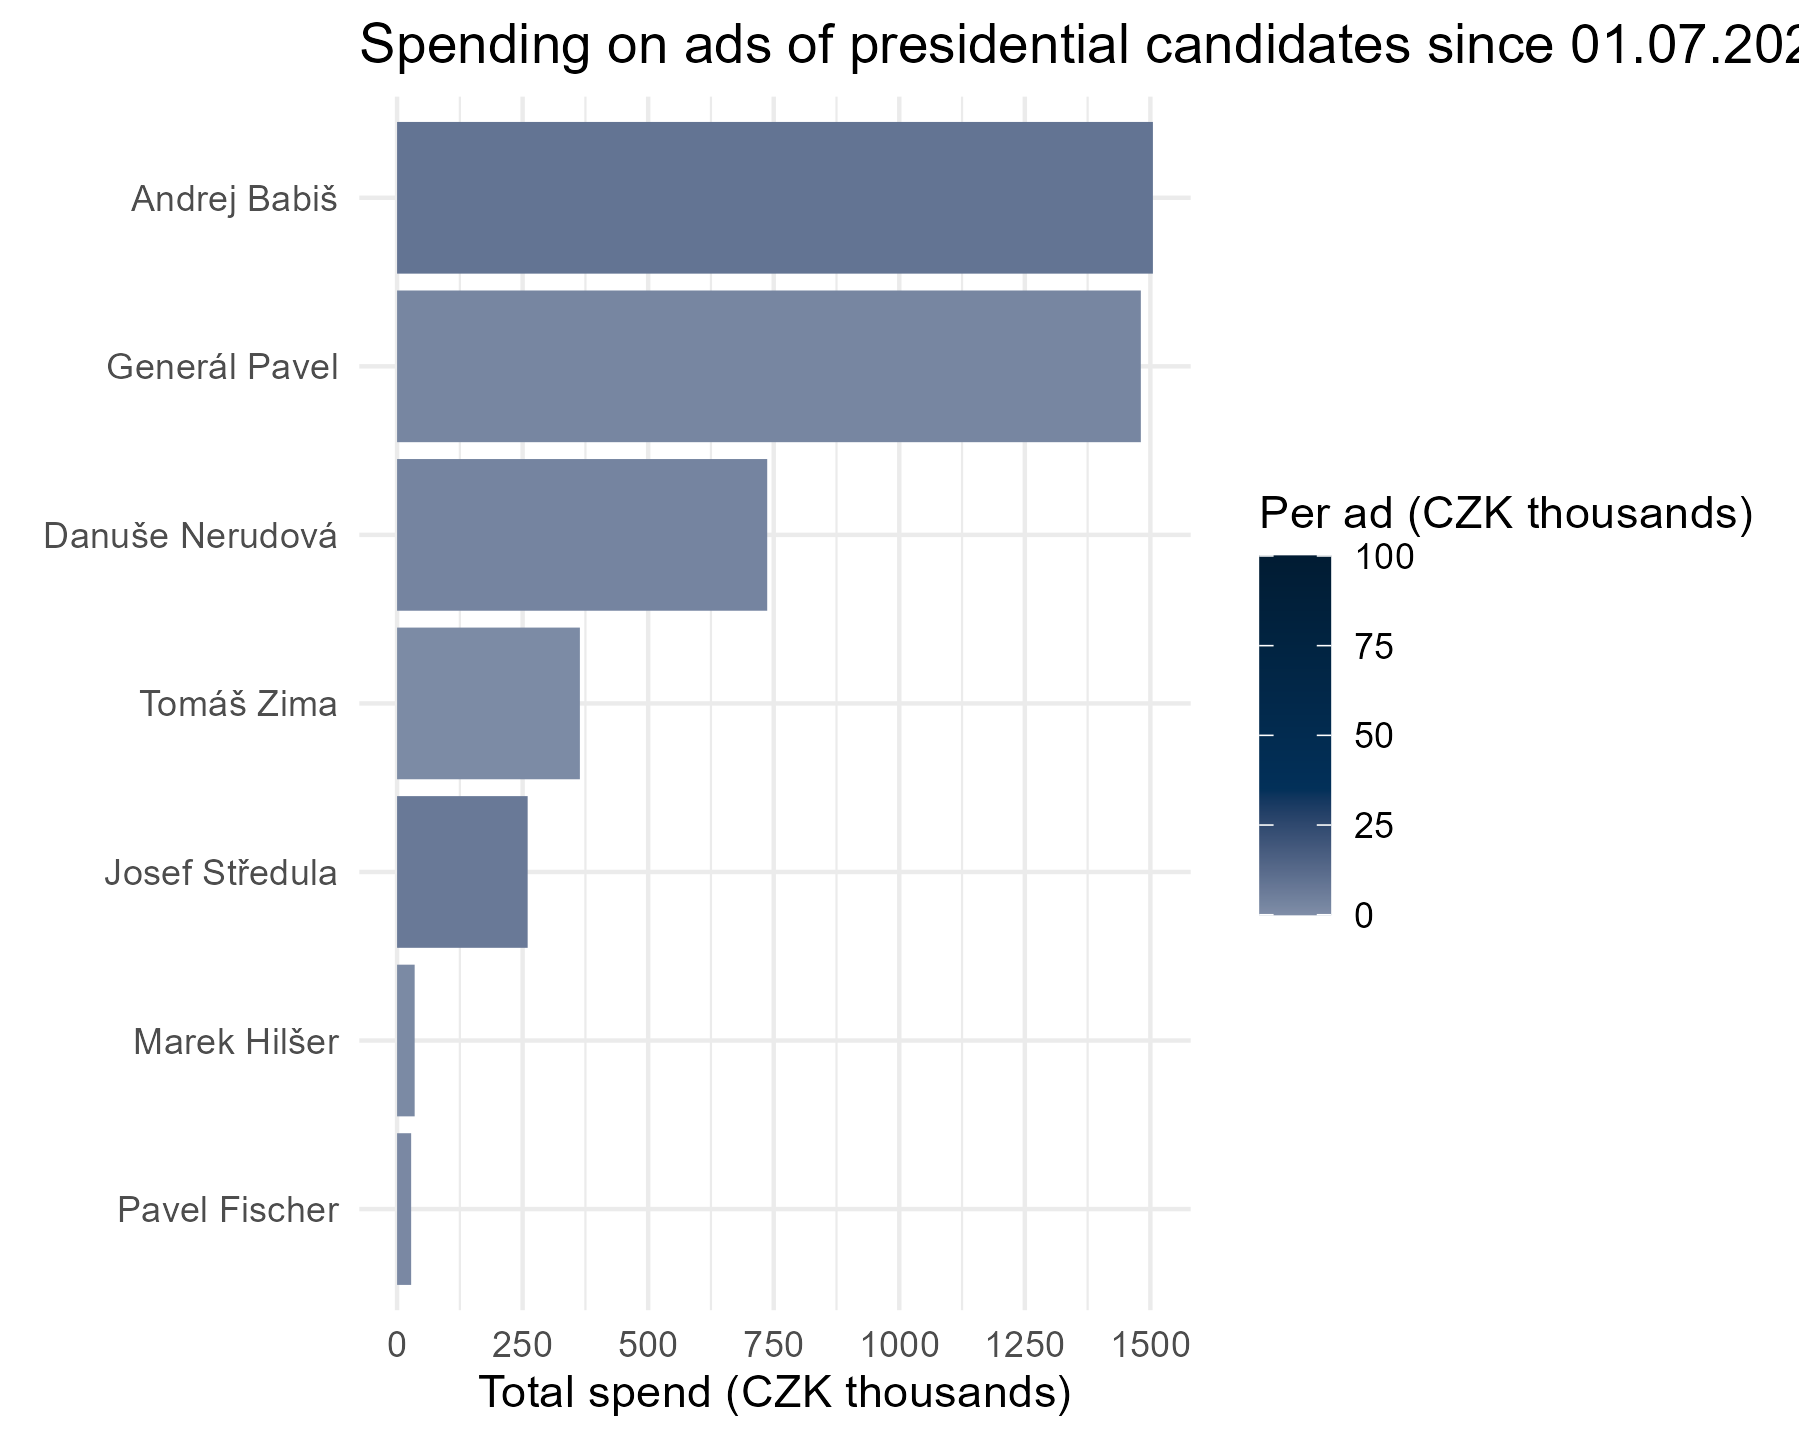 Spending on ads of presidential candidates since 01.07.202
Andrej Babiš
Generál Pavel
Danuše Nerudová
Tomáš Zima
Josef Středula
Marek Hilšer
Pavel Fischer
0 250 500 750 1000 1250 1500
Total spend (CZK thousands)
Per ad (CZK thousands)
100
75
50
25
0